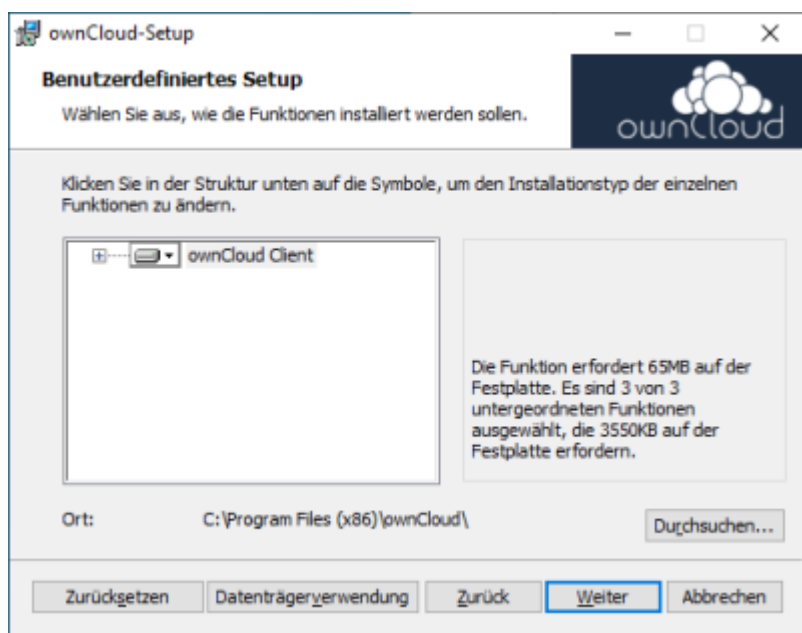 ownCloud-Setup
Benutzerdefiniertes Setup
Wählen Sie aus, wie die Funktionen installiert werden sollen.
ownCloud
Klicken Sie in der Struktur unten auf die Symbole, um den Installationstyp der einzelnen
Funktionen zu ändern.
ownCloud Client
Die Funktion erfordert 65MB auf der
Festplatte. Es sind 3 von 3
untergeordneten Funktionen
ausgewählt, die 3550KB auf der
Festplatte erfordern.
Ort: C:\Program Files (x86)\ownCloud\
Durchsuchen...
Zurücksetzen Datenträgerverwendung Zurück Weiter Abbrechen